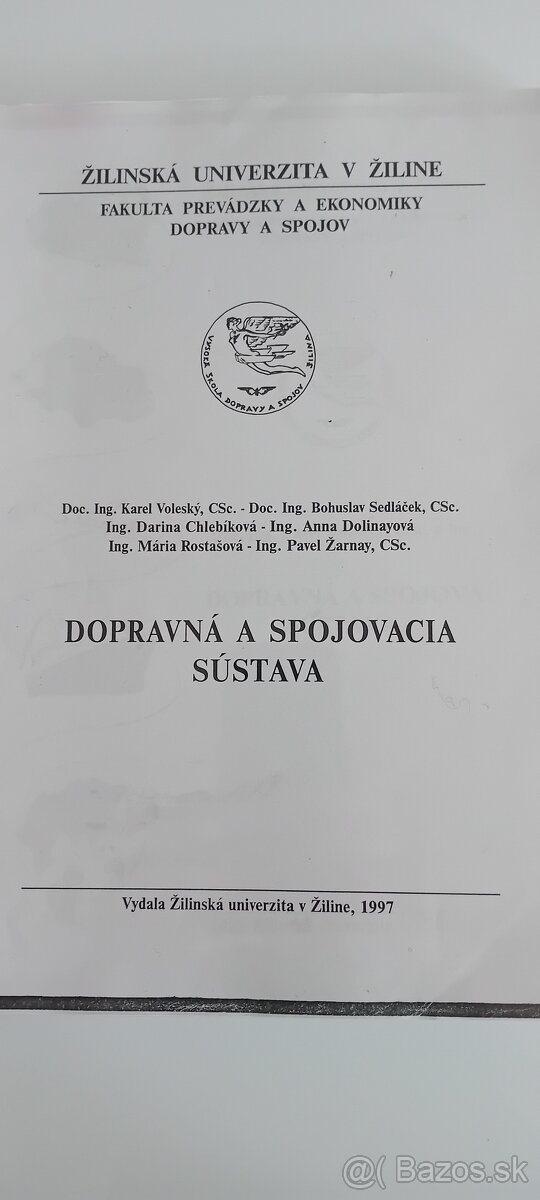 ŽILINSKÁ UNIVERZITA V ŽILINE
FAKULTA PREVÁDZKY A EKONOMIKY
DOPRAVY A SPOJOV
VYSOKÁ ŠKOLA DOPRAVY A SPOJOV ŽILINA
Doc. Ing. Karel Voleský, CSc. - Doc. Ing. Bohuslav Sedláček, CSc.
Ing. Darina Chlebíková - Ing. Anna Dolinayová
Ing. Mária Rostašová - Ing. Pavel Žarnay, CSc.
DOPRAVNÁ A SPOJOVACIA
SÚSTAVA
Vydala Žilinská univerzita v Žiline, 1997
@( Bazos.sk